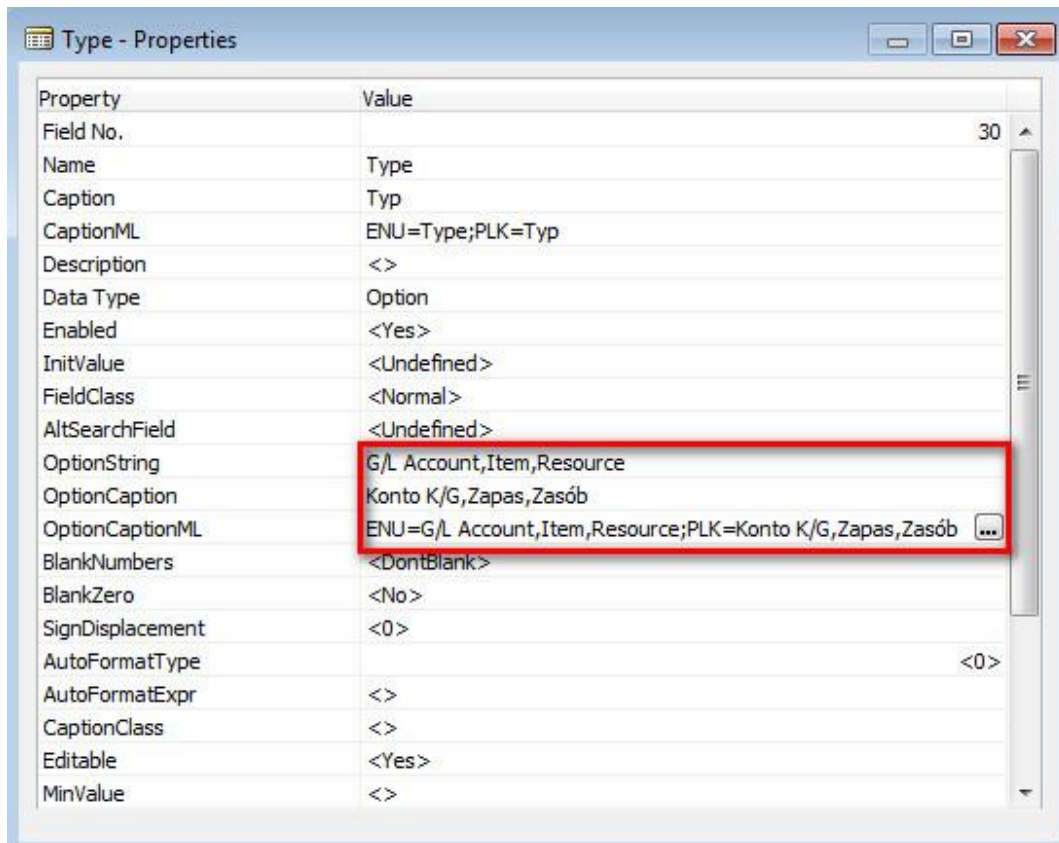 Type - Properties
Property Value
Field No. 30
Name Type
Caption Typ
CaptionML ENU=Type;PLK=Typ
Description <>
Data Type Option
Enabled <Yes>
InitValue <Undefined>
FieldClass <Normal>
AltSearchField <Undefined>
OptionString G/L Account,Item,Resource
OptionCaption Konto K/G,Zapas,Zasób
OptionCaptionML ENU=G/L Account,Item,Resource;PLK=Konto K/G,Zapas,Zasób ...
BlankNumbers <DontBlank>
BlankZero <No>
SignDisplacement <0>
AutoFormatType <0>
AutoFormatExpr <>
CaptionClass <>
Editable <Yes>
MinValue <>